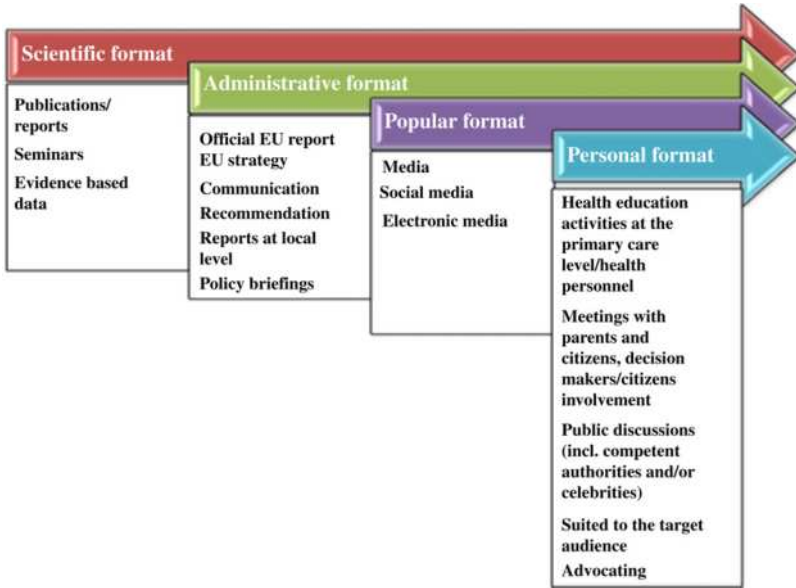 Scientific format
Publications/
reports
Seminars
Evidence based
data
Administrative format
Official EU report
EU strategy
Communication
Recommendation
Reports at local
level
Policy briefings
Popular format
Media
Social media
Electronic media
Personal format
Health education
activities at the
primary care
level/health
personnel
Meetings with
parents and
citizens, decision
makers/citizens
involvement
Public discussions
(incl. competent
authorities and/or
celebrities)
Suited to the target
audience
Advocating